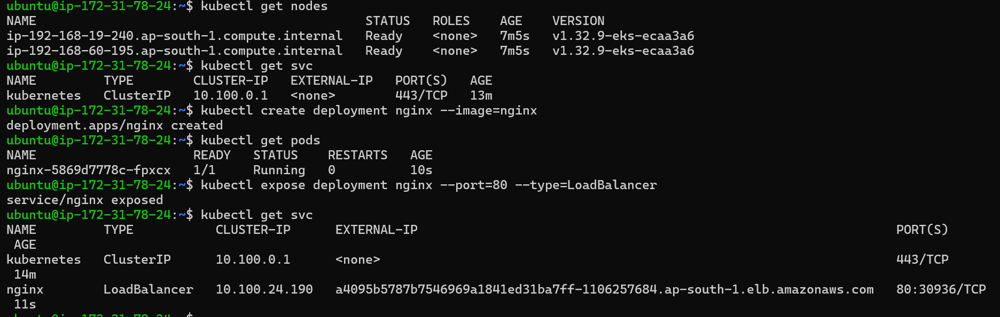 ubuntu@ip-172-31-78-24:~$ kubectl get nodes
NAME                                            STATUS   ROLES    AGE    VERSION
ip-192-168-19-240.ap-south-1.compute.internal   Ready    <none>   7m5s   v1.32.9-eks-ecaa3a6
ip-192-168-60-195.ap-south-1.compute.internal   Ready    <none>   7m5s   v1.32.9-eks-ecaa3a6
ubuntu@ip-172-31-78-24:~$ kubectl get svc
NAME         TYPE        CLUSTER-IP   EXTERNAL-IP   PORT(S)   AGE
kubernetes   ClusterIP   10.100.0.1   <none>        443/TCP   13m
ubuntu@ip-172-31-78-24:~$ kubectl create deployment nginx --image=nginx
deployment.apps/nginx created
ubuntu@ip-172-31-78-24:~$ kubectl get pods
NAME                     READY   STATUS    RESTARTS   AGE
nginx-5869d7778c-fpxcx   1/1     Running   0          10s
ubuntu@ip-172-31-78-24:~$ kubectl expose deployment nginx --port=80 --type=LoadBalancer
service/nginx exposed
ubuntu@ip-172-31-78-24:~$ kubectl get svc
NAME         TYPE           CLUSTER-IP      EXTERNAL-IP                                                                PORT(S)
 AGE
kubernetes   ClusterIP      10.100.0.1      <none>                                                                     443/TCP
 14m
nginx        LoadBalancer   10.100.24.190   a4095b5787b7546969a1841ed31ba7ff-1106257684.ap-south-1.elb.amazonaws.com   80:30936/TCP
 11s
ubuntu@ip-172-31-78-24:~$